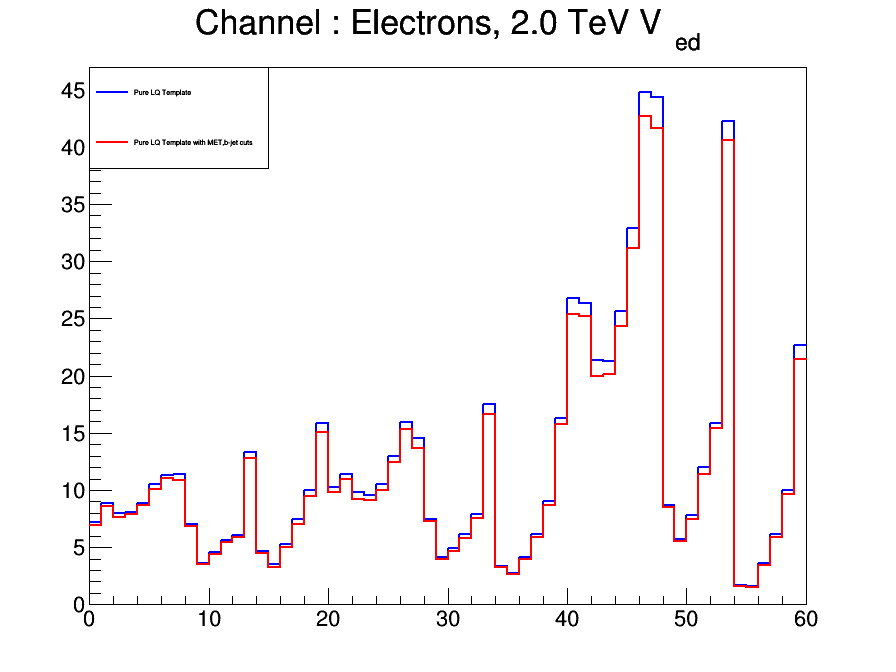 Channel : Electrons, 2.0 TeV V ed
45
Pure LQ Template
40
Pure LQ Template with MET,b-jet cuts
35
30
25
20
15
10
5
0
0 10 20 30 40 50 60